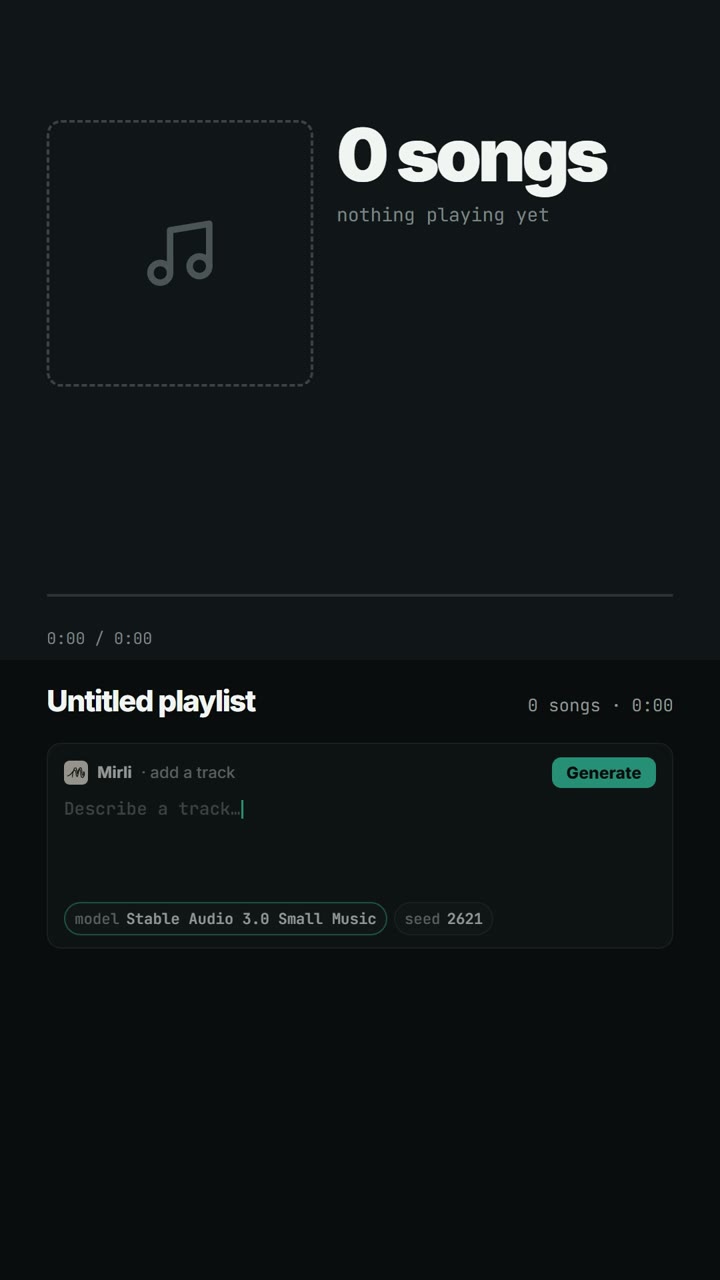 0 songs
nothing playing yet
0:00 / 0:00
Untitled playlist
0 songs · 0:00
Mirli · add a track
Generate
Describe a track…
model Stable Audio 3.0 Small Music
seed 2621